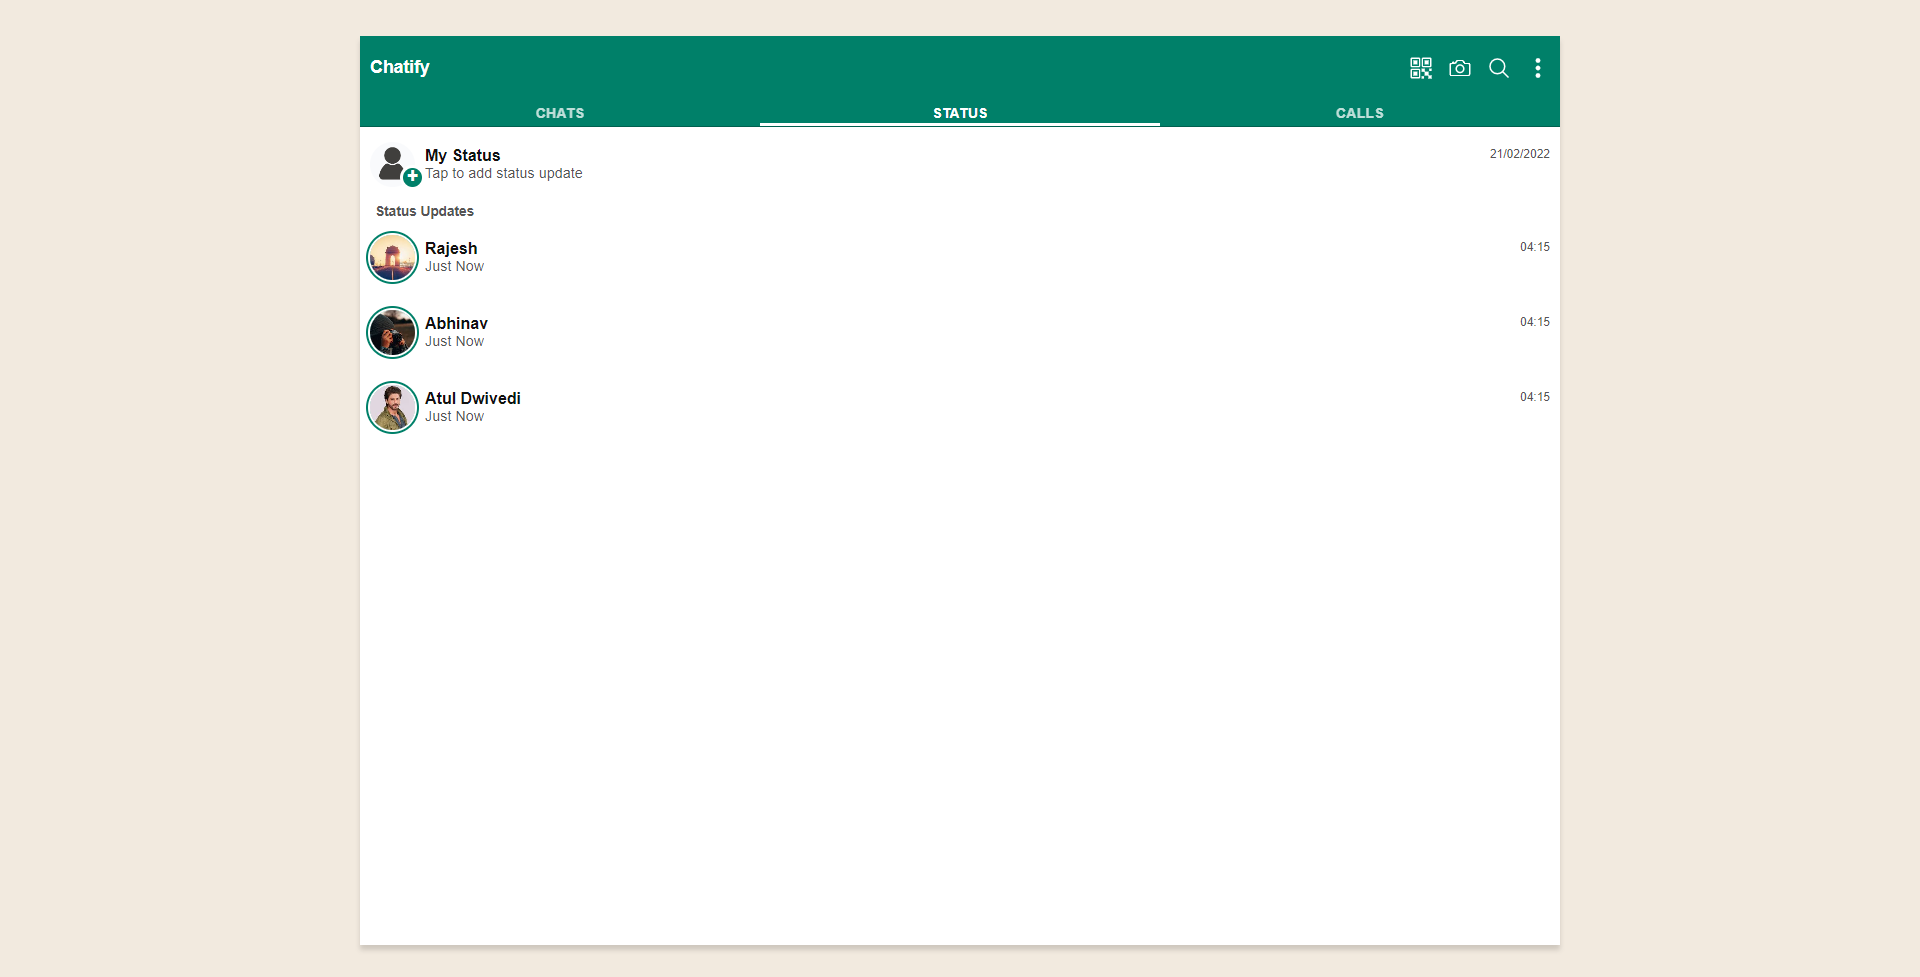 Chatify
CHATS
STATUS
CALLS
My Status
21/02/2022
Tap to add status update
Status Updates
Rajesh
04:15
Just Now
Abhinav
04:15
Just Now
Atul Dwivedi
04:15
Just Now